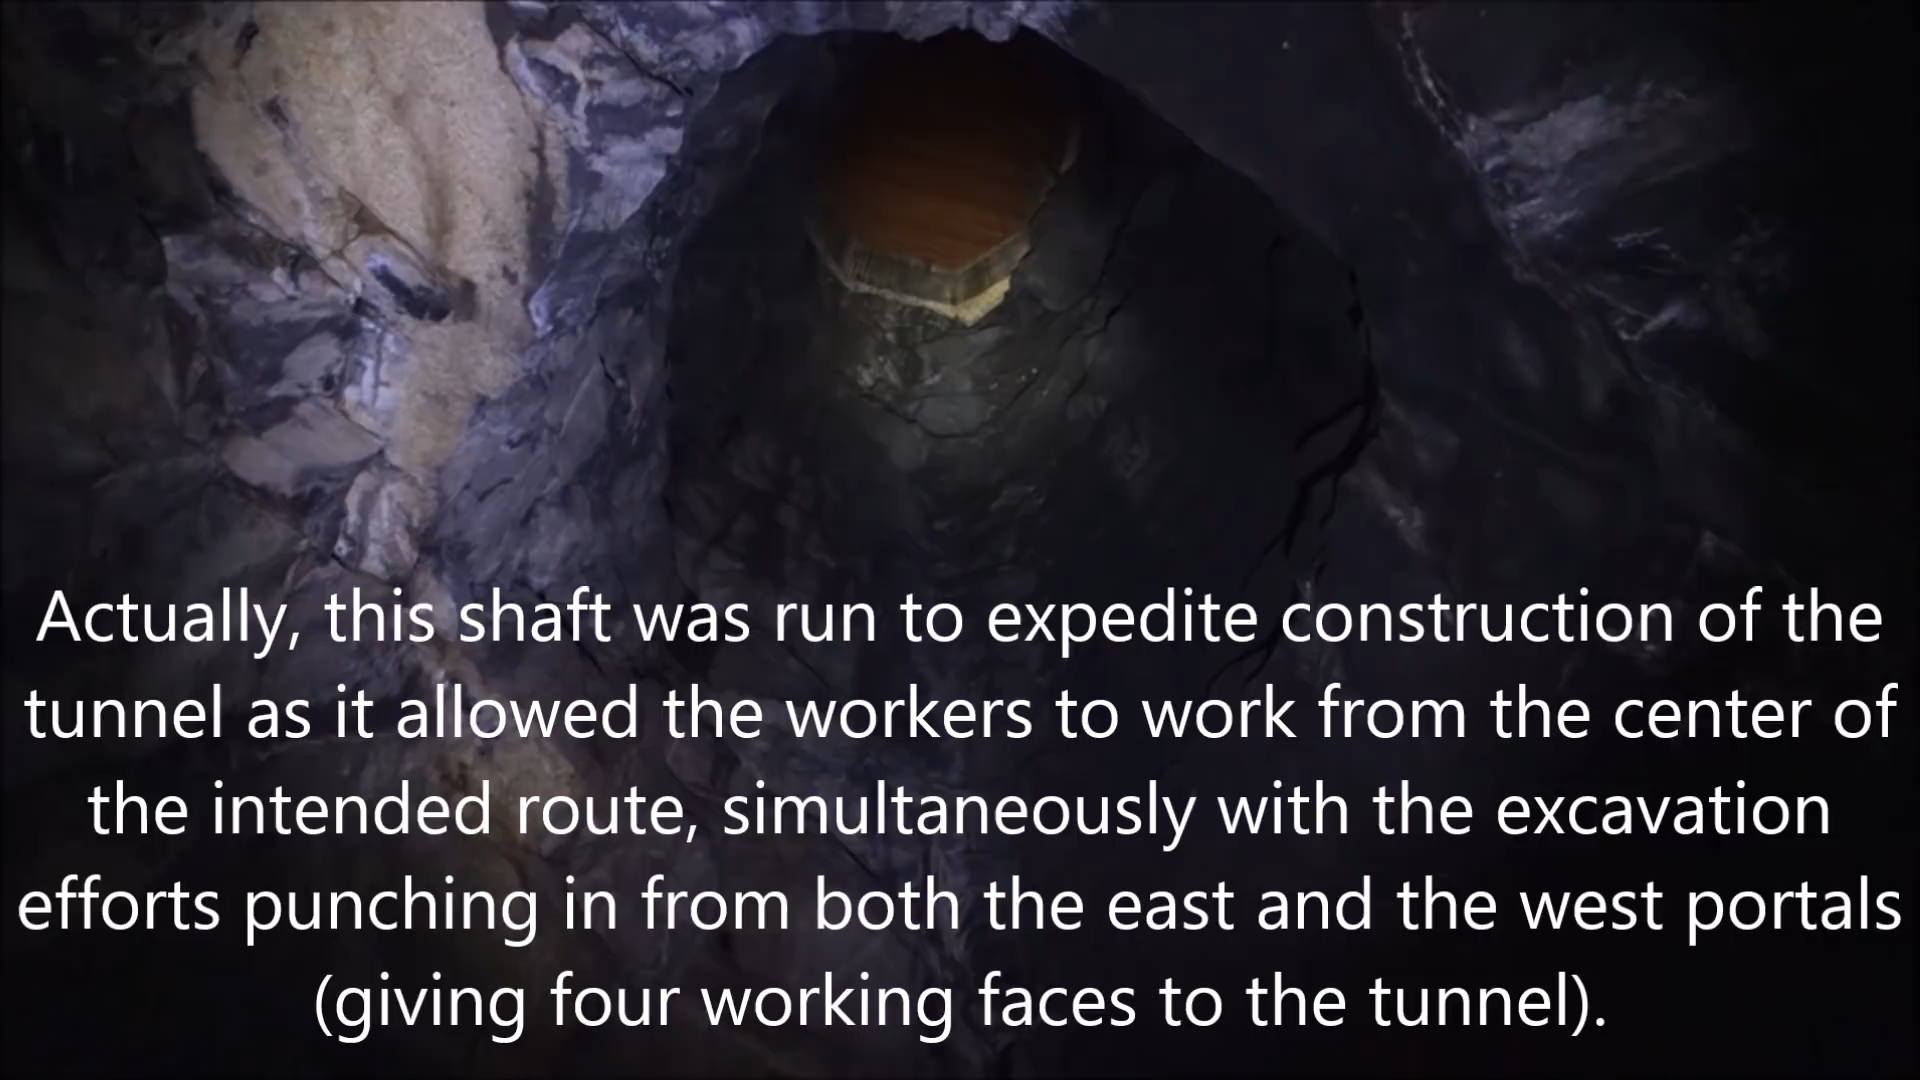 Actually, this shaft was run to expedite construction of the
tunnel as it allowed the workers to work from the center of
the intended route, simultaneously with the excavation
efforts punching in from both the east and the west portals
(giving four working faces to the tunnel).